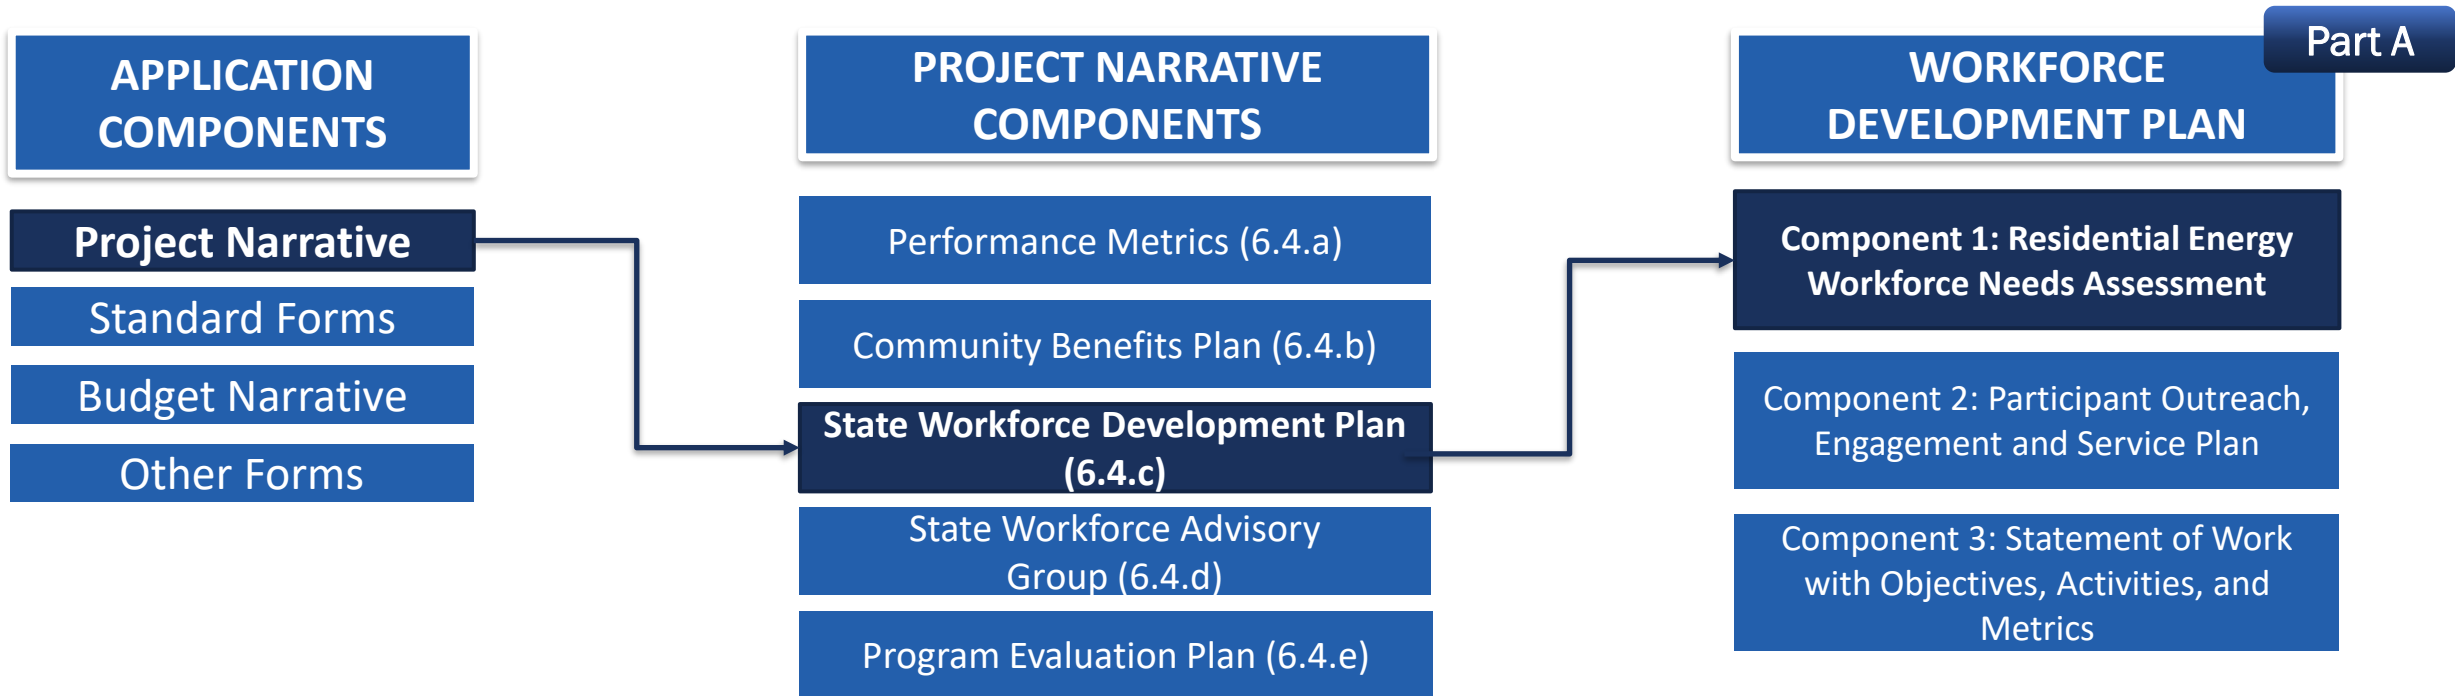 APPLICATION
COMPONENTS
Project Narrative
Standard Forms
Budget Narrative
Other Forms
PROJECT NARRATIVE
COMPONENTS
Performance Metrics (6.4.a)
Community Benefits Plan (6.4.b)
State Workforce Development Plan
(6.4.c)
State Workforce Advisory
Group (6.4.d)
Program Evaluation Plan (6.4.e)
Part A
WORKFORCE
DEVELOPMENT PLAN
Component 1: Residential Energy
Workforce Needs Assessment
Component 2: Participant Outreach,
Engagement and Service Plan
Component 3: Statement of Work
with Objectives, Activities, and
Metrics